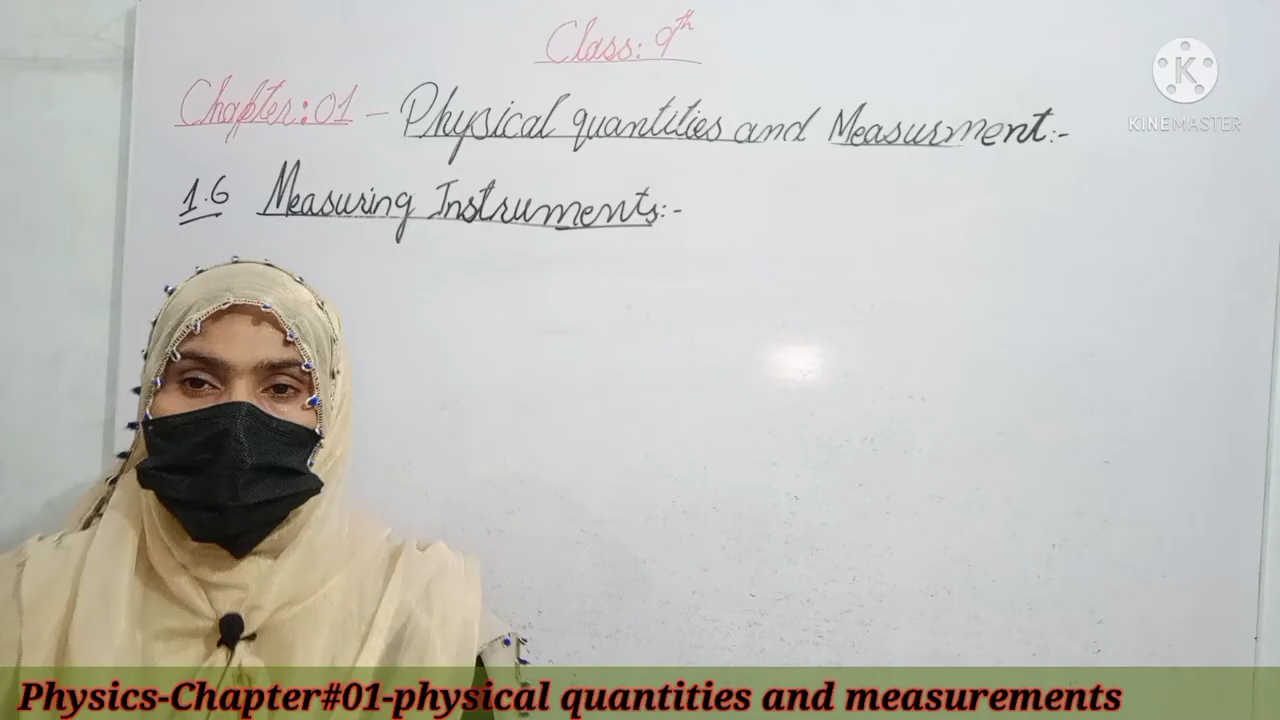 Class: 9th
Chapter: 01 - Physical quantities and Measurment:-
K
KINEMASTER
1.6 Measuring Instruments:-
Physics-Chapter#01-physical quantities and measurements